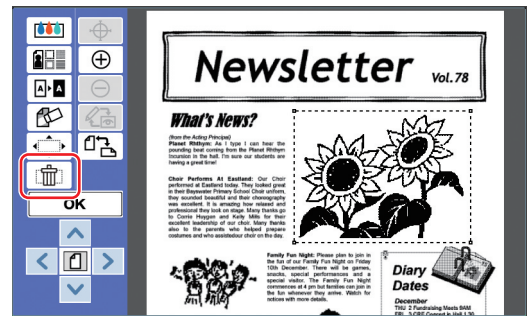 Newsletter Vol. 78
What's News?
(from the Acting Principal)
Planet Rhthym: As I type I can hear the
pounding beat coming from the Planet Rhthym
Incursion in the hall. I'm sure our students are
having a great time!
Choir Performs At Eastland: Our Choir
performed at Eastland today. They looked great
in their Bayswater Primary School Choir uniform,
they sounded beautiful and their choreography
was excellent. It is amazing how relaxed and
professional they look on stage. Many thanks go
to Corrie Huygen and Kelly Mills for their
excellent leadership of our choir. Many thanks
also to the parents who helped prepare
costumes and who assistedour choir on the day.
A A
OK
Family Fun Night: Please plan to join in
the fun of our Family Fun Night on Friday
10th December. There will be games,
snacks, special performances and a
special visitor. The Family Fun Night
commences at 4 pm but families can join in
the fun whenever they arrive. Watch for
notices with more details.
Diary
Dates
December
THU 2 Fundraising Meats 9AM